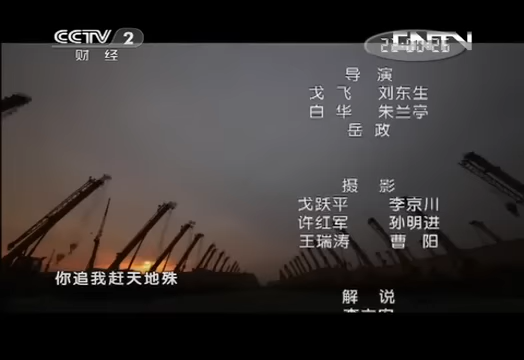 CCTV 2
财 经
CNTV
导 演
戈 飞 刘东生
白 华 朱兰亭
岳 政
摄 影
戈跃平 李京川
许红军 孙明进
王瑞涛 曹 阳
你追我赶天地殊
解 说